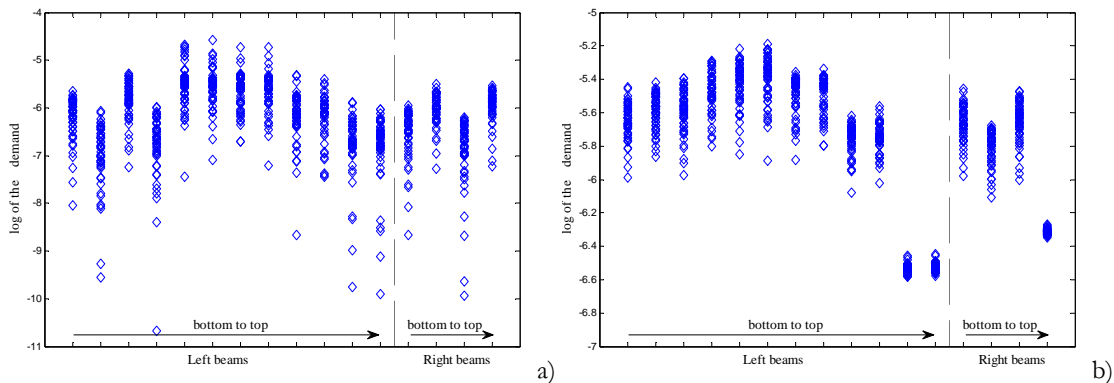 -4
-5
-6
-7
-8
-9
-10
-11
log of the demand
bottom to top
bottom to top
Left beams
Right beams
a)
-5
-5.2
-5.4
-5.6
-5.8
-6
-6.2
-6.4
-6.6
-6.8
-7
log of the demand
bottom to top
bottom to top
Left beams
Right beams
b)